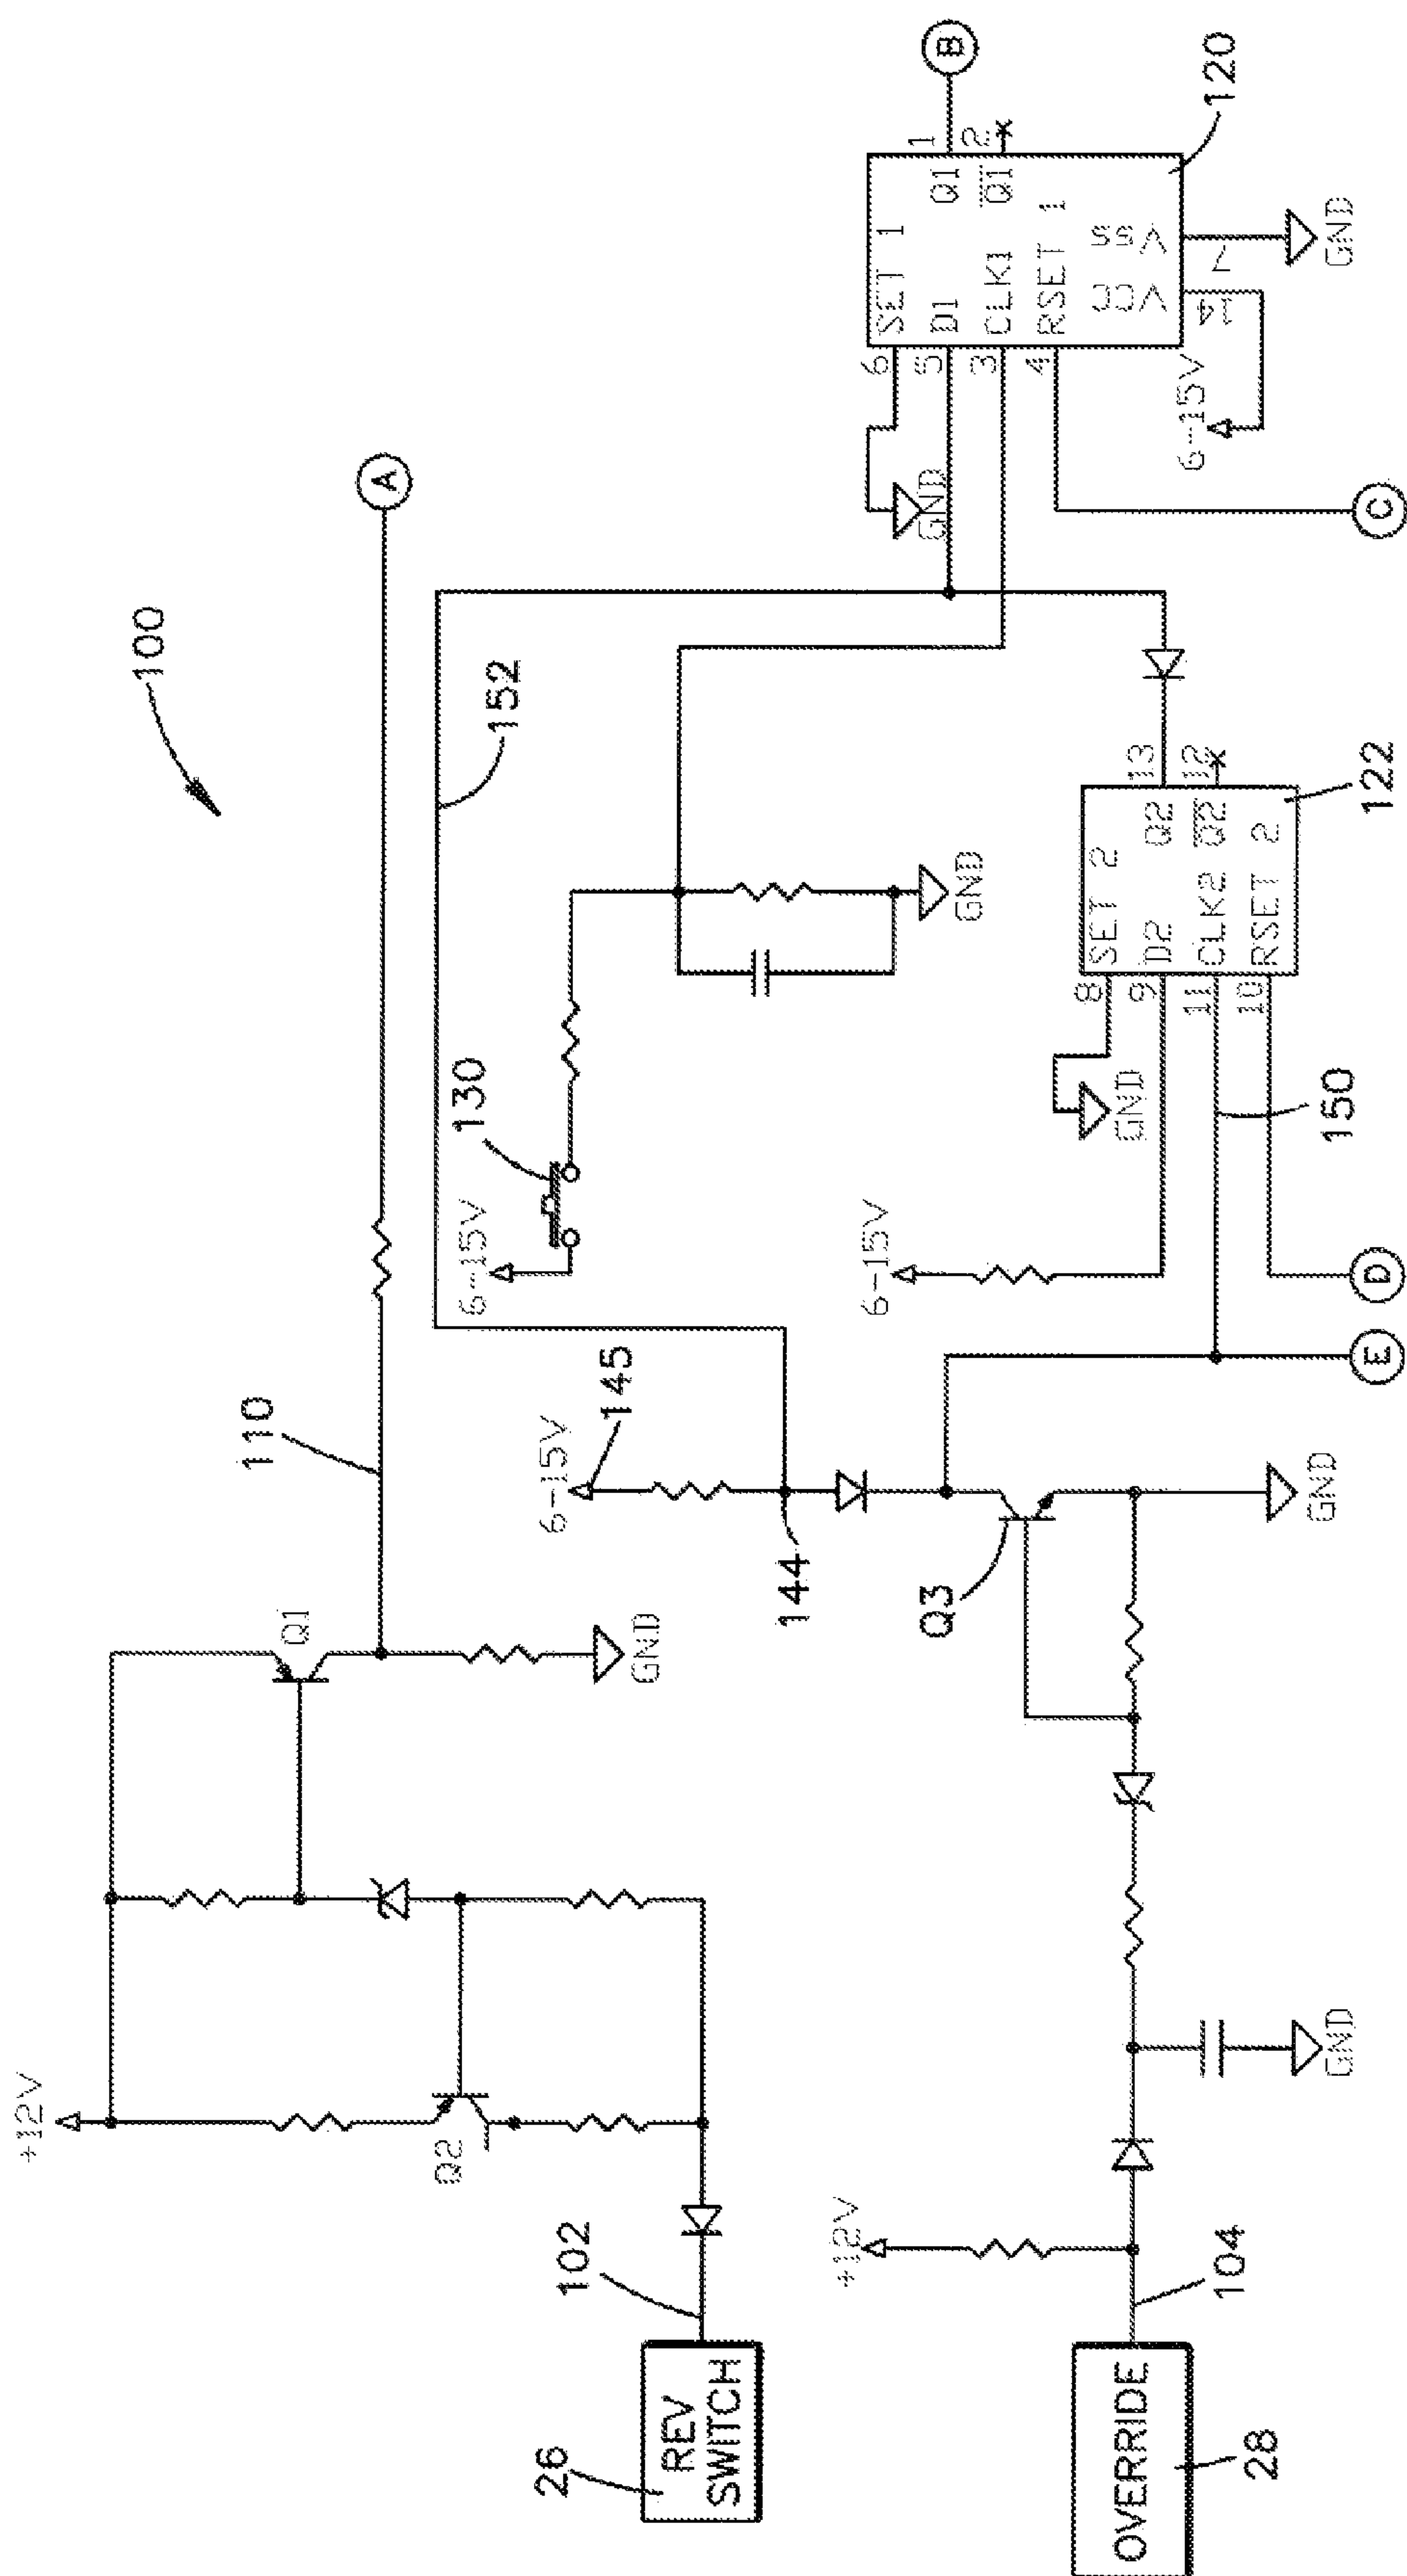 100
+12V
Q2
Q1
110
A
REV
SWITCH
26
102
GND
6-15V
145
144
152
6-15V
130
GND
+12V
OVERRIDE
28
104
GND
Q3
GND
E
D
C
6-15V
150
GND
8
9
11
10
SET 2
D2
CLK2
RSET 2
Q2
Q2
13
12
122
GND
6
5
3
4
SET 1
D1
CLK1
RSET 1
Q1
Q1
VCC
VSS
1
2
14
7
6-15V
GND
120
B